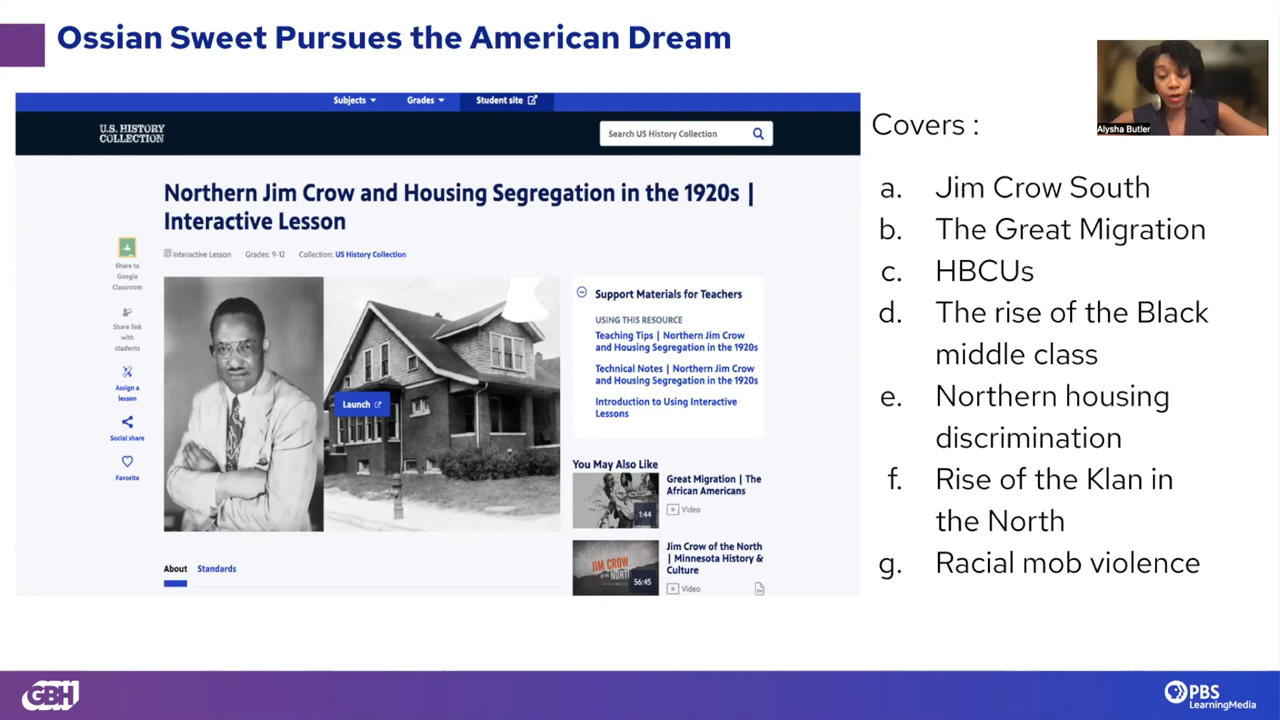 Ossian Sweet Pursues the American Dream
Alysha Butler
Subjects
Grades
Student site
U.S. HISTORY
COLLECTION
Search US History Collection
Northern Jim Crow and Housing Segregation in the 1920s |
Interactive Lesson
Interactive Lesson
Grades: 9-12
Collection: US History Collection
Share to
Google
Classroom
Share link
with
students
Assign a
lesson
Social share
Favorite
Launch
About
Standards
Support Materials for Teachers
USING THIS RESOURCE
Teaching Tips | Northern Jim Crow
and Housing Segregation in the 1920s
Technical Notes | Northern Jim Crow
and Housing Segregation in the 1920s
Introduction to Using Interactive
Lessons
You May Also Like
1:44
Great Migration | The
African Americans
Video
JIM CROW
56:45
Jim Crow of the North
| Minnesota History &
Culture
Video
Covers :
a. Jim Crow South
b. The Great Migration
c. HBCUs
d. The rise of the Black
middle class
e. Northern housing
discrimination
f. Rise of the Klan in
the North
g. Racial mob violence
GBH
PBS
LearningMedia